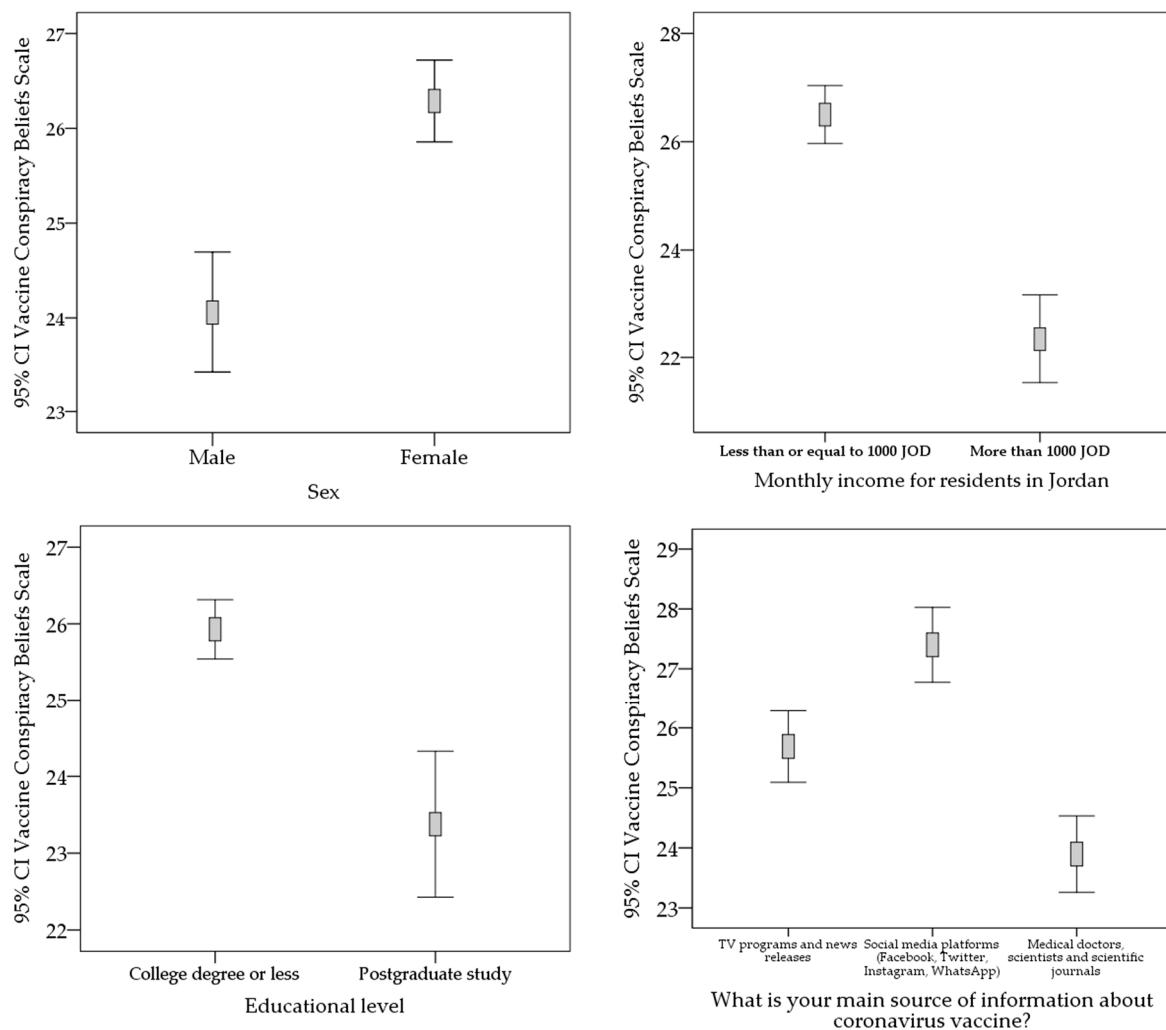 95% CI Vaccine Conspiracy Beliefs Scale
27
26
25
24
23
Male Female
Sex
95% CI Vaccine Conspiracy Beliefs Scale
28
26
24
22
Less than or equal to 1000 JOD More than 1000 JOD
Monthly income for residents in Jordan
95% CI Vaccine Conspiracy Beliefs Scale
27
26
25
24
23
22
College degree or less Postgraduate study
Educational level
95% CI Vaccine Conspiracy Beliefs Scale
29
28
27
26
25
24
23
TV programs and news
releases
Social media platforms
(Facebook, Twitter,
Instagram, WhatsApp)
Medical doctors,
scientists and scientific
journals
What is your main source of information about
coronavirus vaccine?